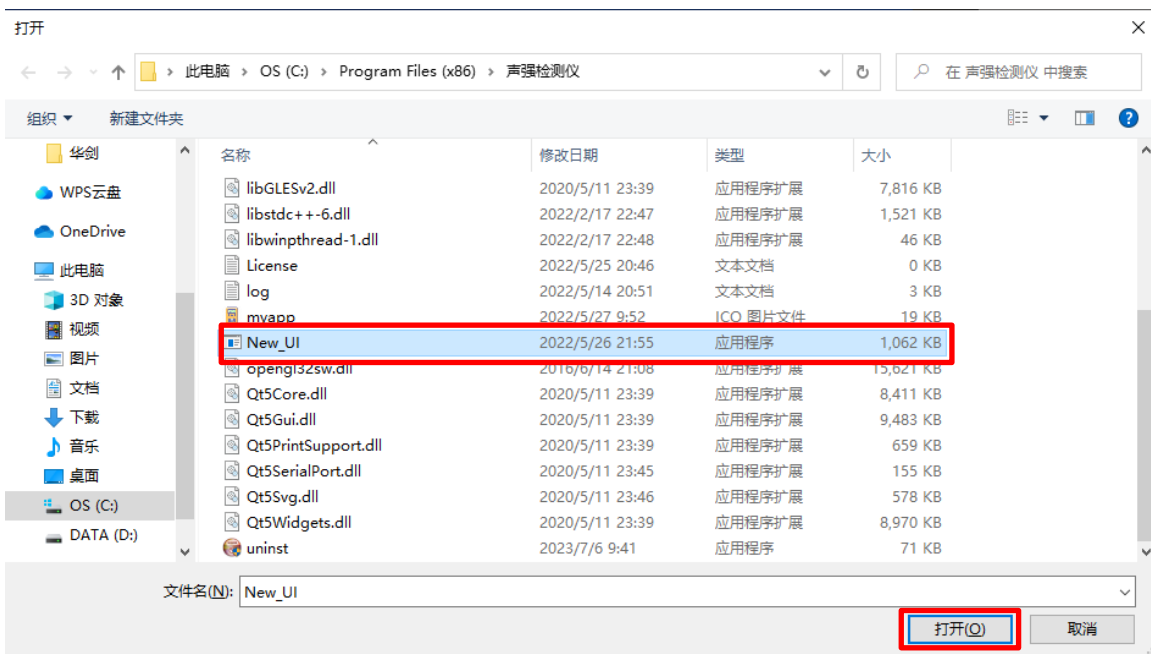 打开
此电脑 › OS (C:) › Program Files (x86) › 声强检测仪
在 声强检测仪 中搜索
组织 新建文件夹
华剑
WPS云盘
OneDrive
此电脑
3D 对象
视频
图片
文档
下载
音乐
桌面
OS (C:)
DATA (D:)
名称 修改日期 类型 大小
libGLESv2.dll 2020/5/11 23:39 应用程序扩展 7,816 KB
libstdc++-6.dll 2022/2/17 22:47 应用程序扩展 1,521 KB
libwinpthread-1.dll 2022/2/17 22:48 应用程序扩展 46 KB
License 2022/5/25 20:46 文本文档 0 KB
log 2022/5/14 20:51 文本文档 3 KB
myapp 2022/5/27 9:52 ICO 图片文件 19 KB
New_UI 2022/5/26 21:55 应用程序 1,062 KB
opengl32sw.dll 2016/6/14 21:08 应用程序扩展 15,621 KB
Qt5Core.dll 2020/5/11 23:39 应用程序扩展 8,411 KB
Qt5Gui.dll 2020/5/11 23:39 应用程序扩展 9,483 KB
Qt5PrintSupport.dll 2020/5/11 23:39 应用程序扩展 659 KB
Qt5SerialPort.dll 2020/5/11 23:45 应用程序扩展 155 KB
Qt5Svg.dll 2020/5/11 23:46 应用程序扩展 578 KB
Qt5Widgets.dll 2020/5/11 23:39 应用程序扩展 8,970 KB
uninst 2023/7/6 9:41 应用程序 71 KB
文件名(N): New_UI
打开(O) 取消